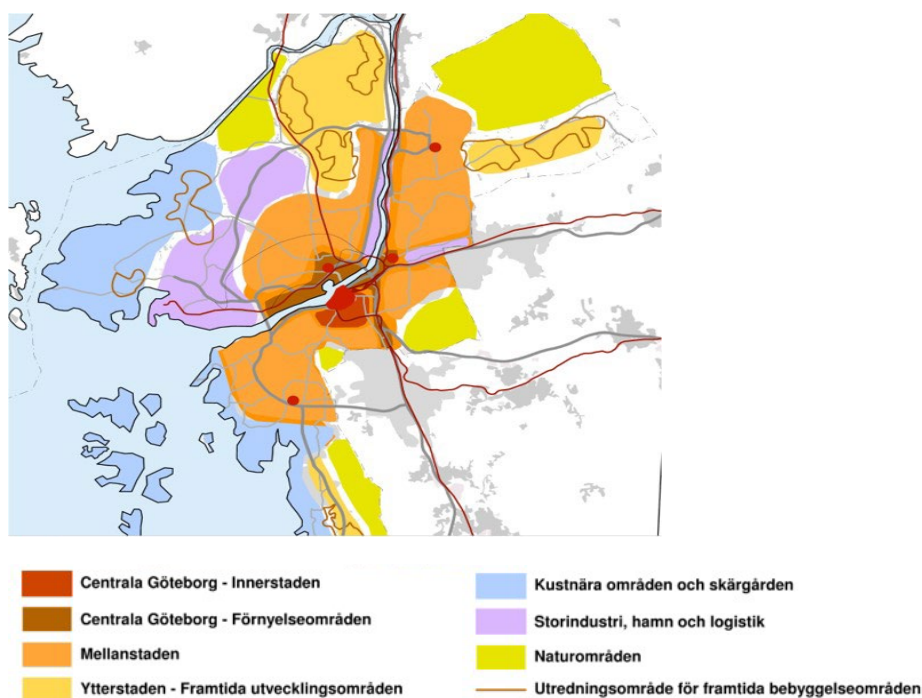 Centrala Göteborg - Innerstaden
Centrala Göteborg - Förnyelseområden
Mellanstaden
Ytterstaden - Framtida utvecklingsområden
Kustnära områden och skärgården
Storindustri, hamn och logistik
Naturområden
Utredningsområde för framtida bebyggelseområden